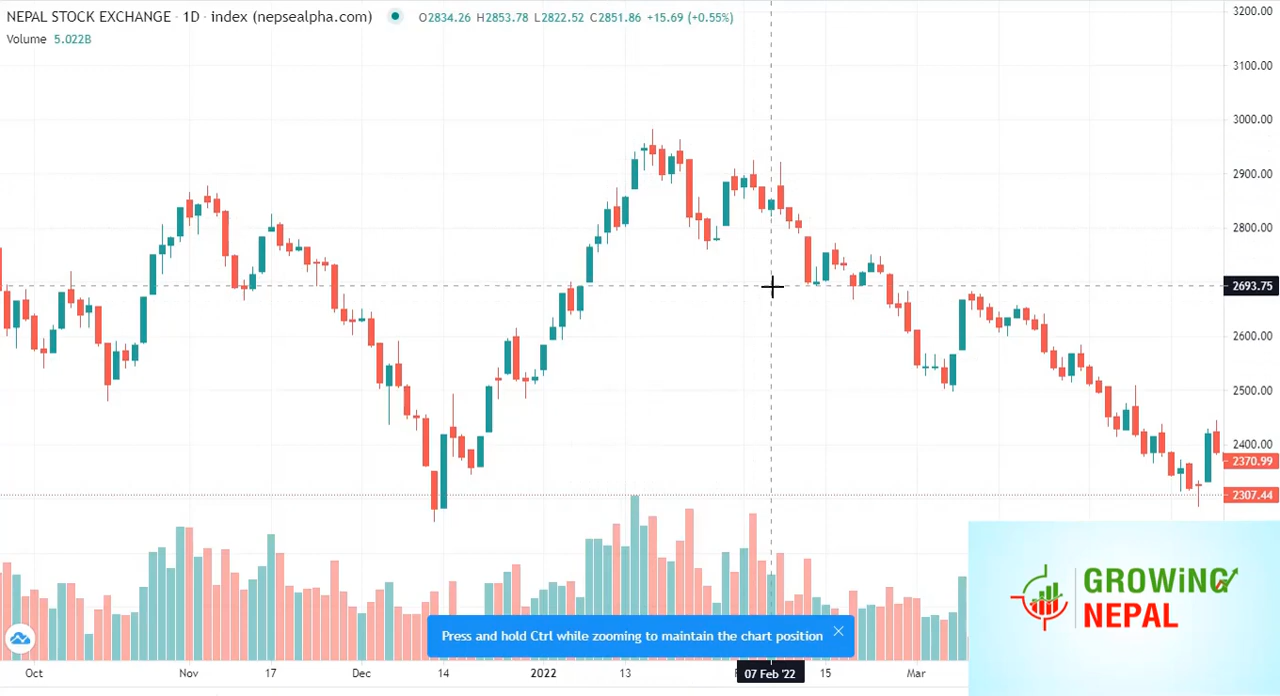 NEPAL STOCK EXCHANGE · 1D · index (nepsealpha.com) O2834.26 H2853.78 L2822.52 C2851.86 +15.69 (+0.55%)
Volume 5.022B
3200.00
3100.00
3000.00
2900.00
2800.00
2693.75
2600.00
2500.00
2400.00
2370.99
2307.44
GROWiNG
NEPAL
Press and hold Ctrl while zooming to maintain the chart position
Oct Nov 17 Dec 14 2022 13 07 Feb '22 15 Mar